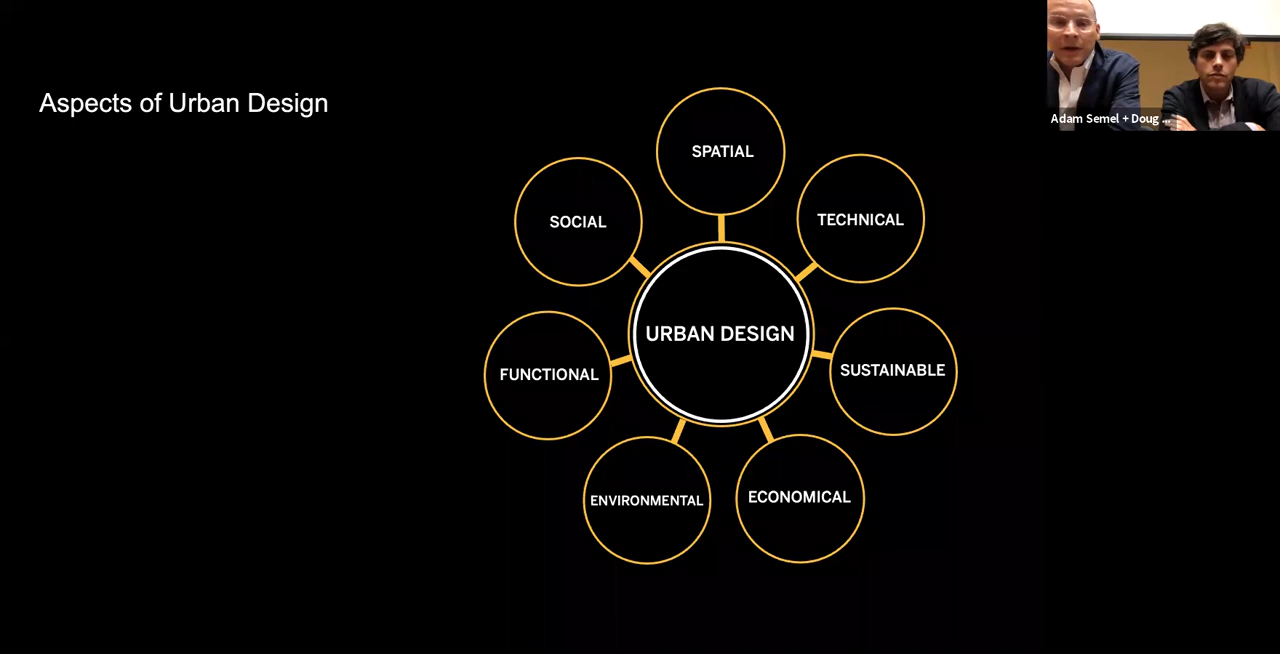 Aspects of Urban Design
SPATIAL
SOCIAL
TECHNICAL
URBAN DESIGN
FUNCTIONAL
SUSTAINABLE
ENVIRONMENTAL
ECONOMICAL
Adam Semel + Doug ...